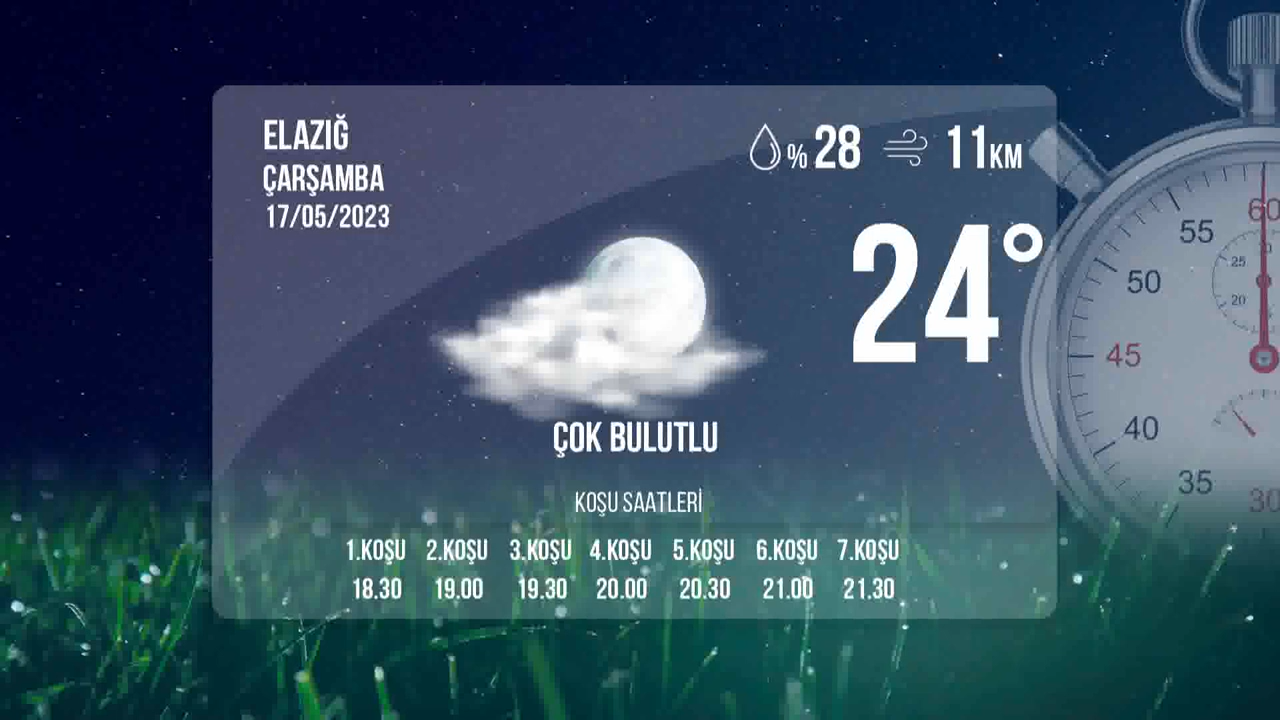 ELAZIĞ
ÇARŞAMBA
17/05/2023
% 28 11KM
24°
ÇOK BULUTLU
KOŞU SAATLERİ
1.KOŞU 2.KOŞU 3.KOŞU 4.KOŞU 5.KOŞU 6.KOŞU 7.KOŞU
18.30 19.00 19.30 20.00 20.30 21.00 21.30
60
55
50
45
40
35
30
25
20